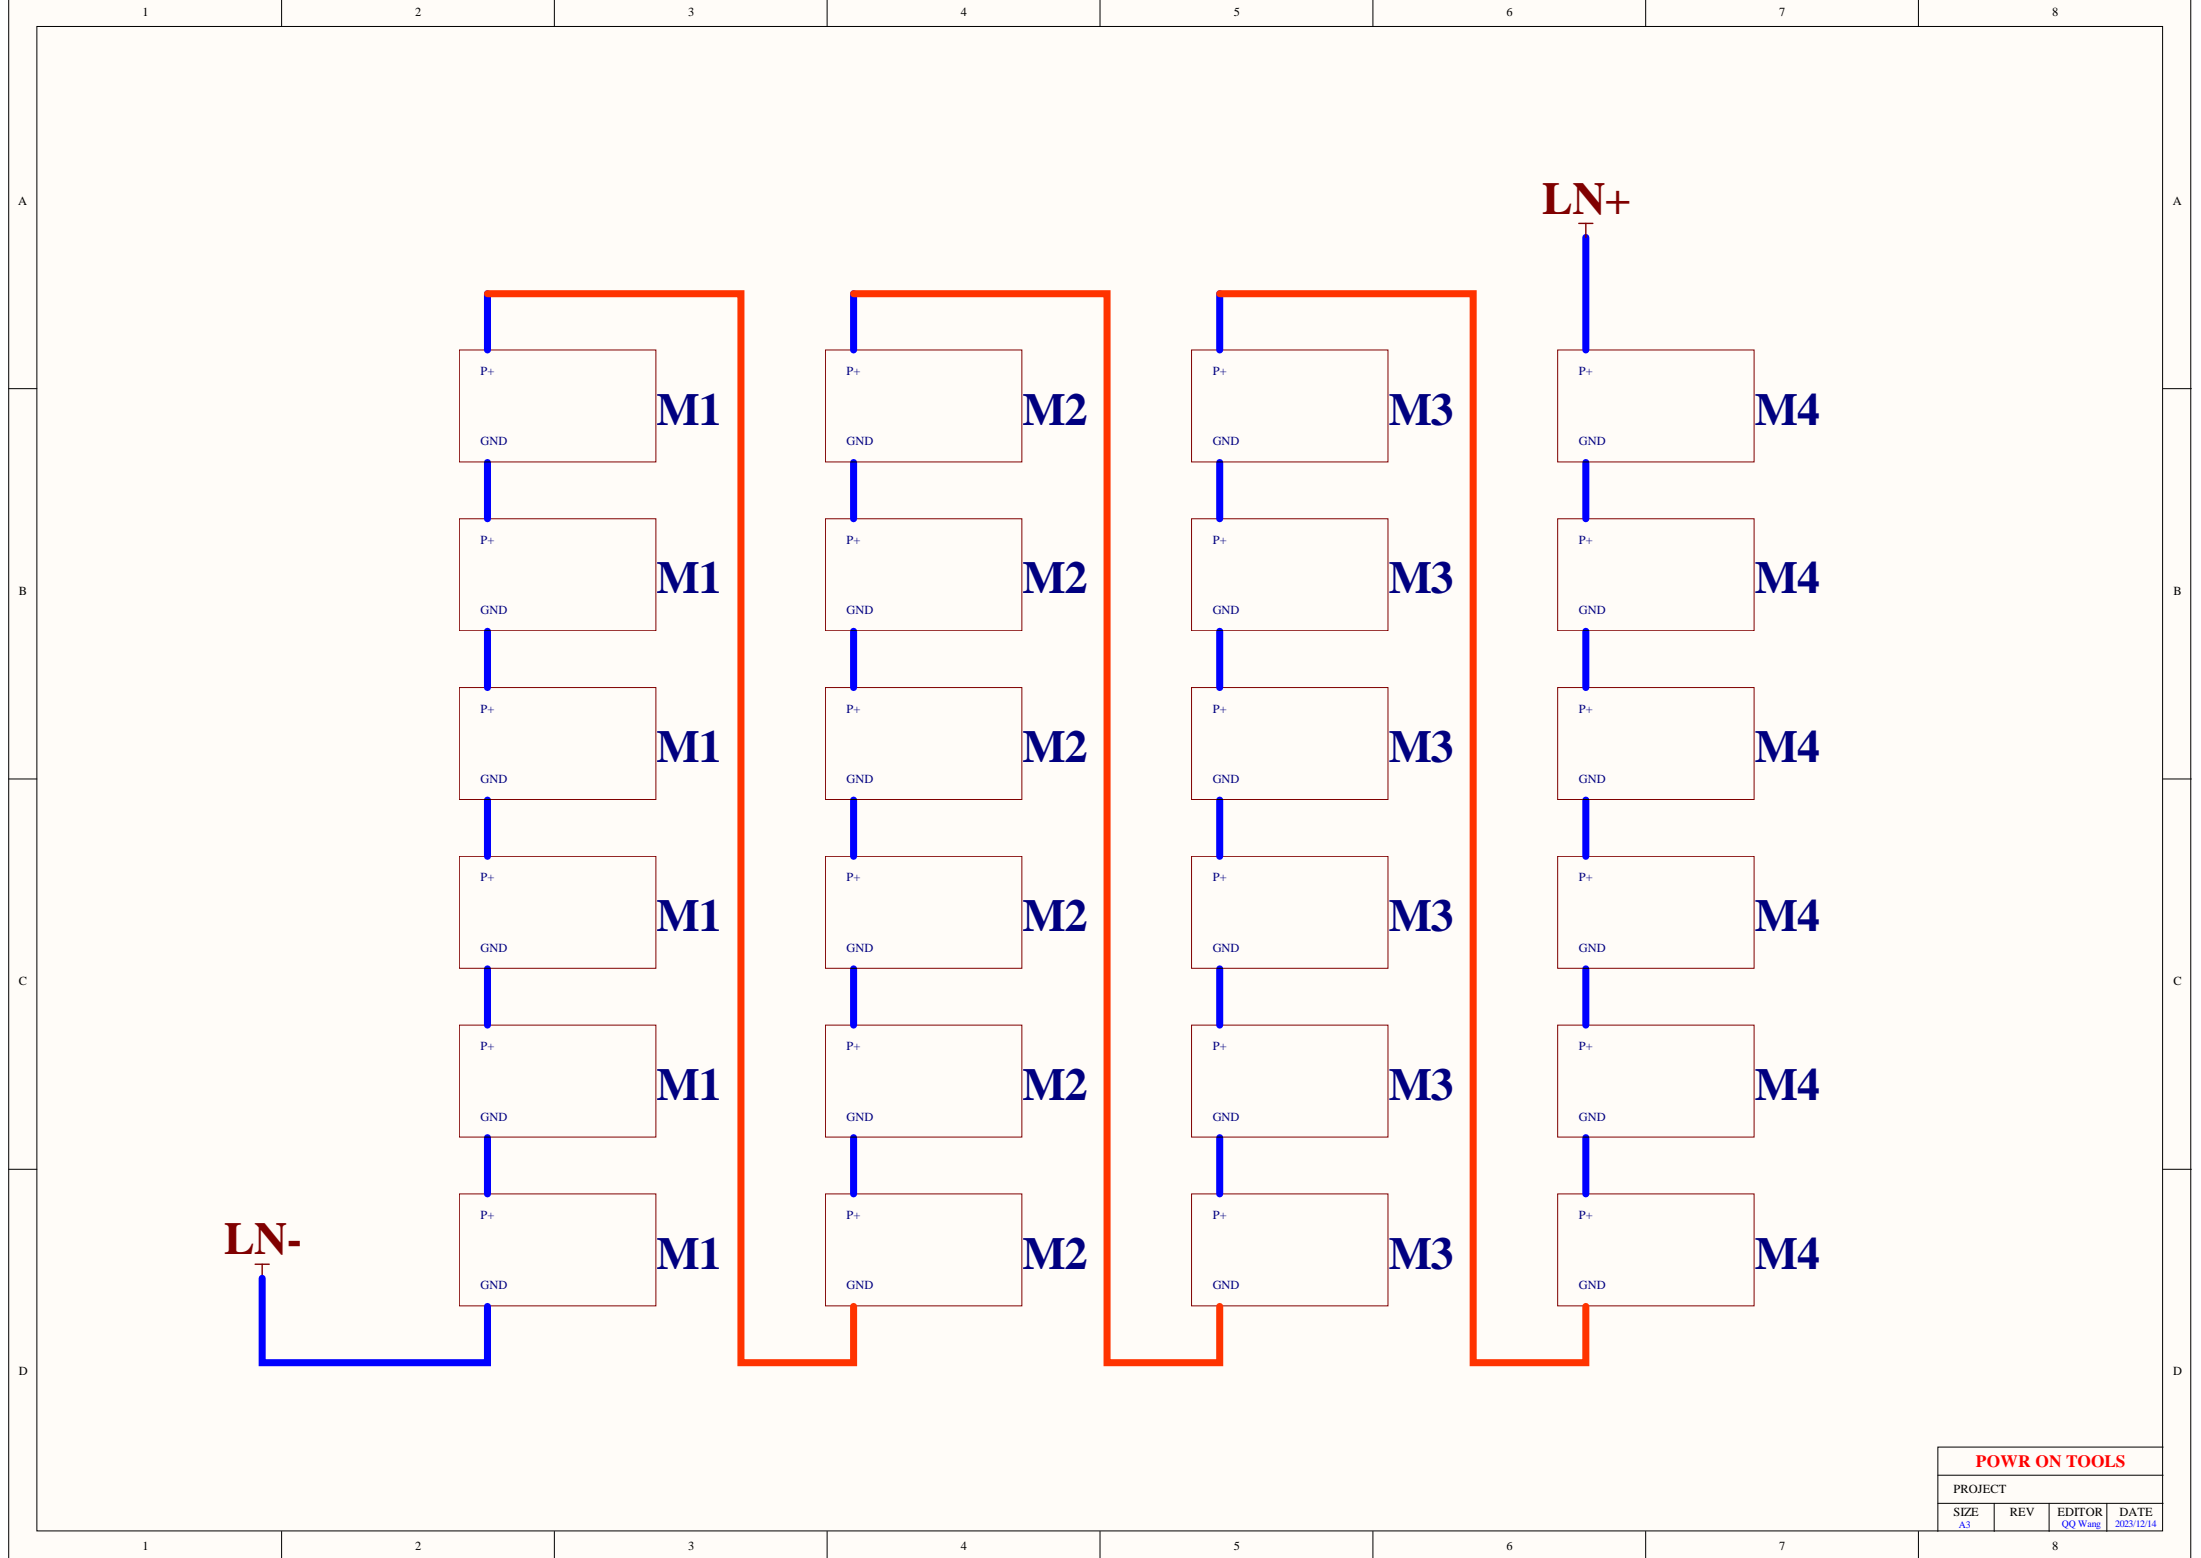 1 2 3 4 5 6 7 8
A A
LN+
P+ P+ P+ P+
M1 M2 M3 M4
GND GND GND GND
P+ P+ P+ P+
M1 M2 M3 M4
B B
GND GND GND GND
P+ P+ P+ P+
M1 M2 M3 M4
GND GND GND GND
P+ P+ P+ P+
M1 M2 M3 M4
GND GND GND GND
C C
P+ P+ P+ P+
M1 M2 M3 M4
GND GND GND GND
P+ P+ P+ P+
LN-
M1 M2 M3 M4
GND GND GND GND
D D
POWR ON TOOLS
PROJECT
SIZE REV EDITOR DATE
A3 QQ Wang 2023/12/14
1 2 3 4 5 6 7 8